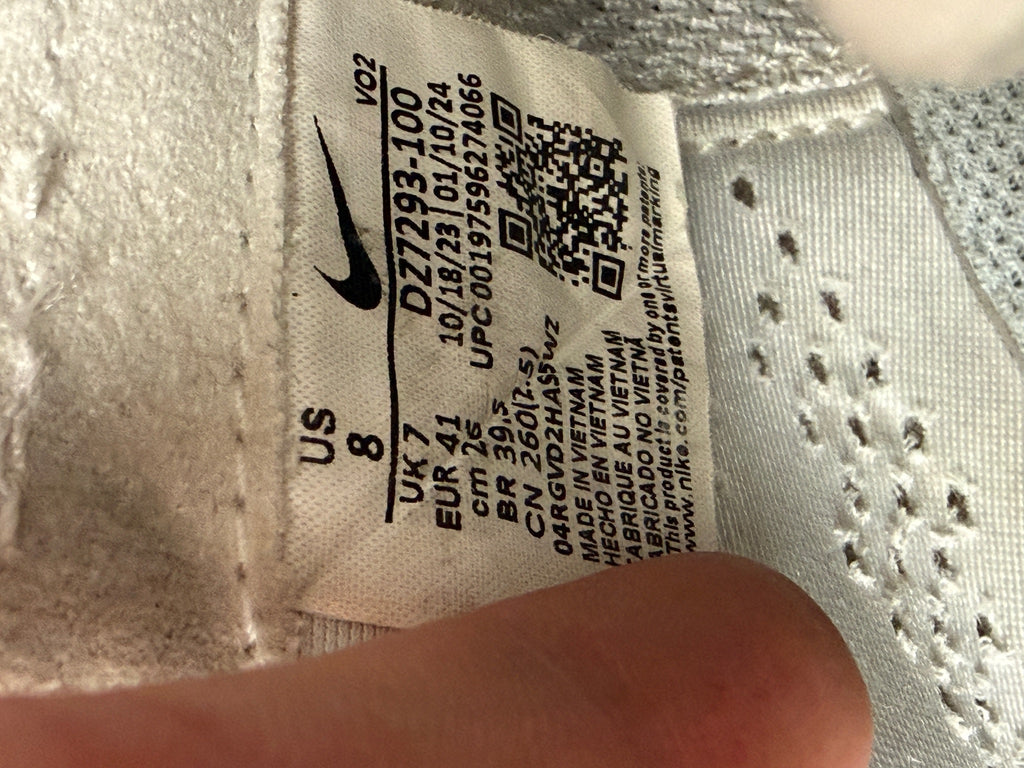 VO2
DZ7293-100
10/18/23 | 01/10/24
UPC 00197596274066
US
8
UK 7
EUR 41
cm 26
BR 39,5
CN 260(2.5)
04RGVD2HAS5WZ
MADE IN VIETNAM
HECHO EN VIETNAM
FABRIQUE AU VIETNAM
FABRICADO NO VIETNÃ
This product is covered by one or more patents.
www.nike.com/patentsvirtualmarking